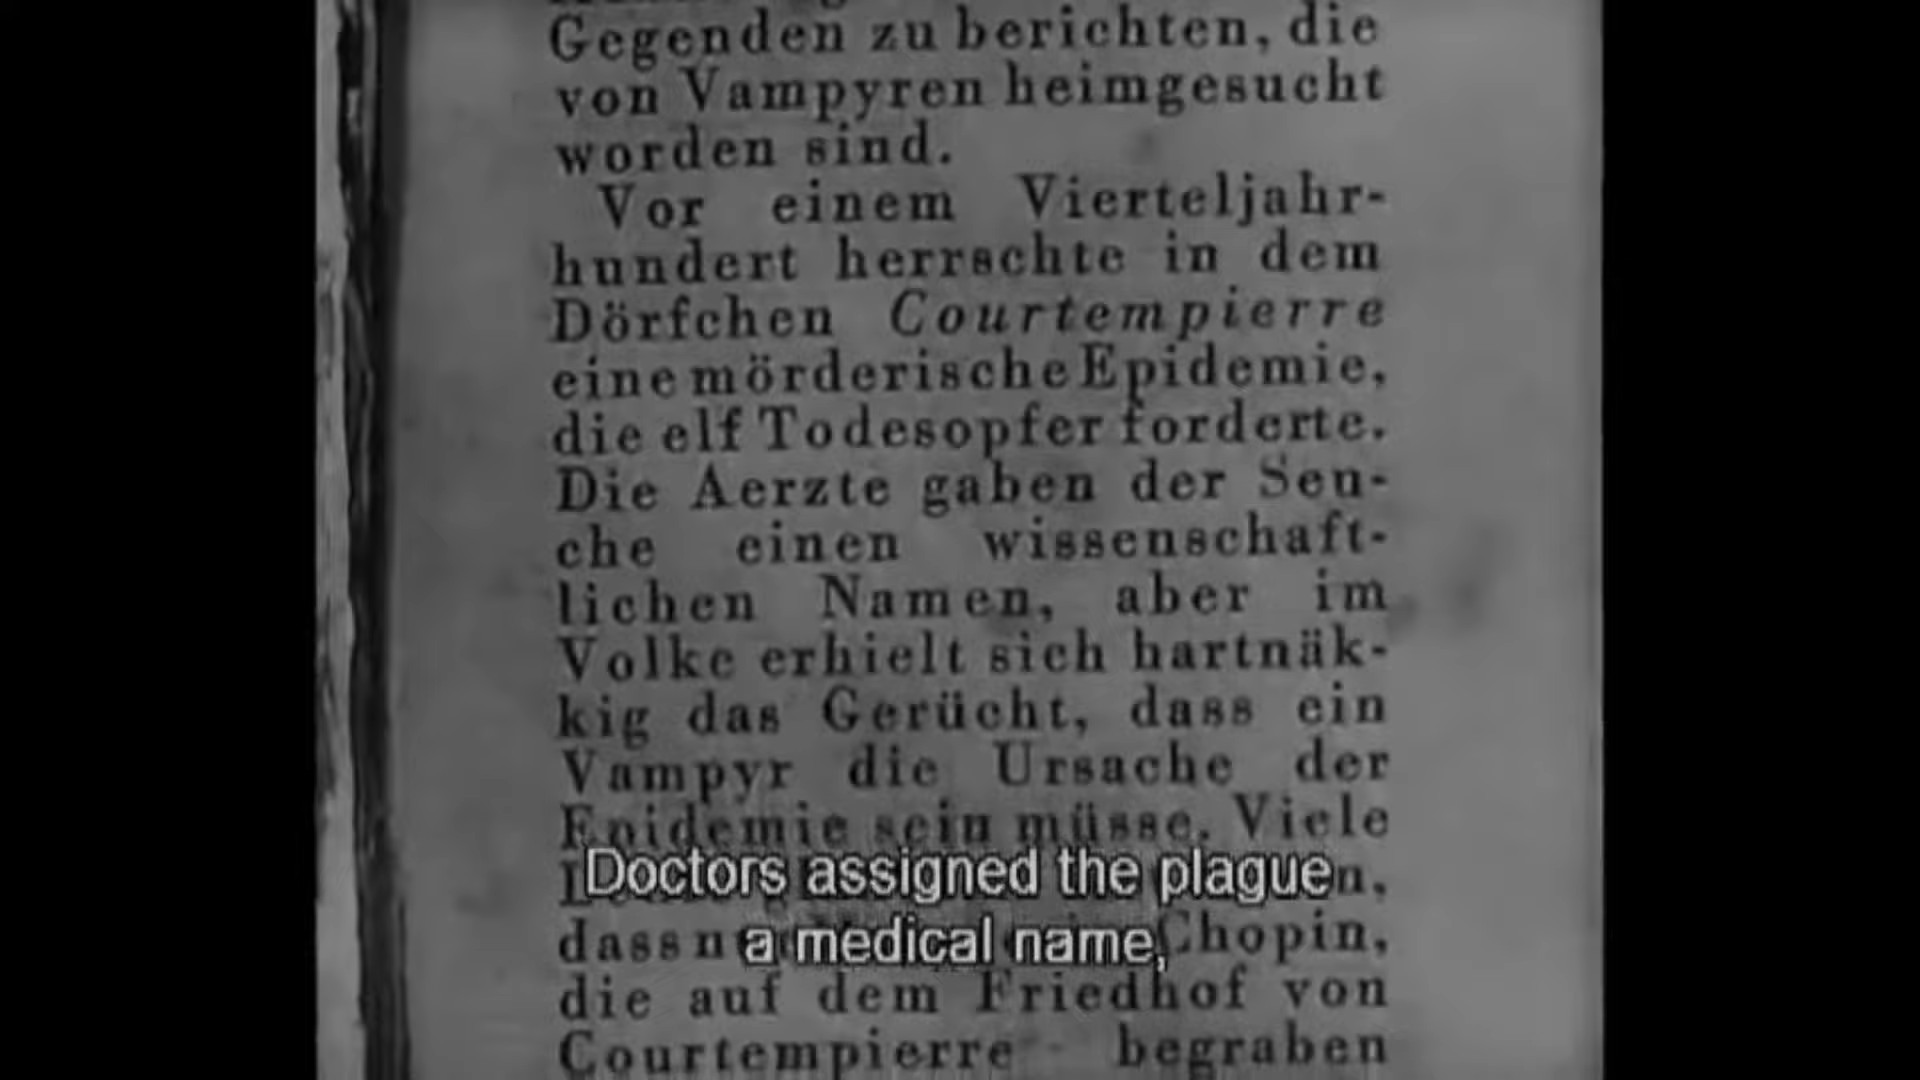 Gegenden zu berichten, die
von Vampyren heimgesucht
worden sind.
Vor einem Vierteljahr-
hundert herrschte in dem
Dörfchen Courtempierre
eine mörderische Epidemie,
die elf Todesopfer forderte.
Die Aerzte gaben der Seu-
che einen wissenschaft-
lichen Namen, aber im
Volke erhielt sich hartnäk-
kig das Gerücht, dass ein
Vampyr die Ursache der
Epidemie sein müsse. Viele
Doctors assigned the plague
a medical name,
dass Chopin,
die auf dem Friedhof von
Courtempierre begraben